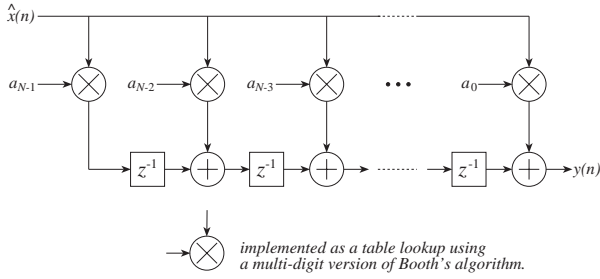 x̂(n)
a_{N-1} a_{N-2} a_{N-3} ••• a_0
z^{-1} z^{-1} z^{-1} y(n)
implemented as a table lookup using
a multi-digit version of Booth's algorithm.